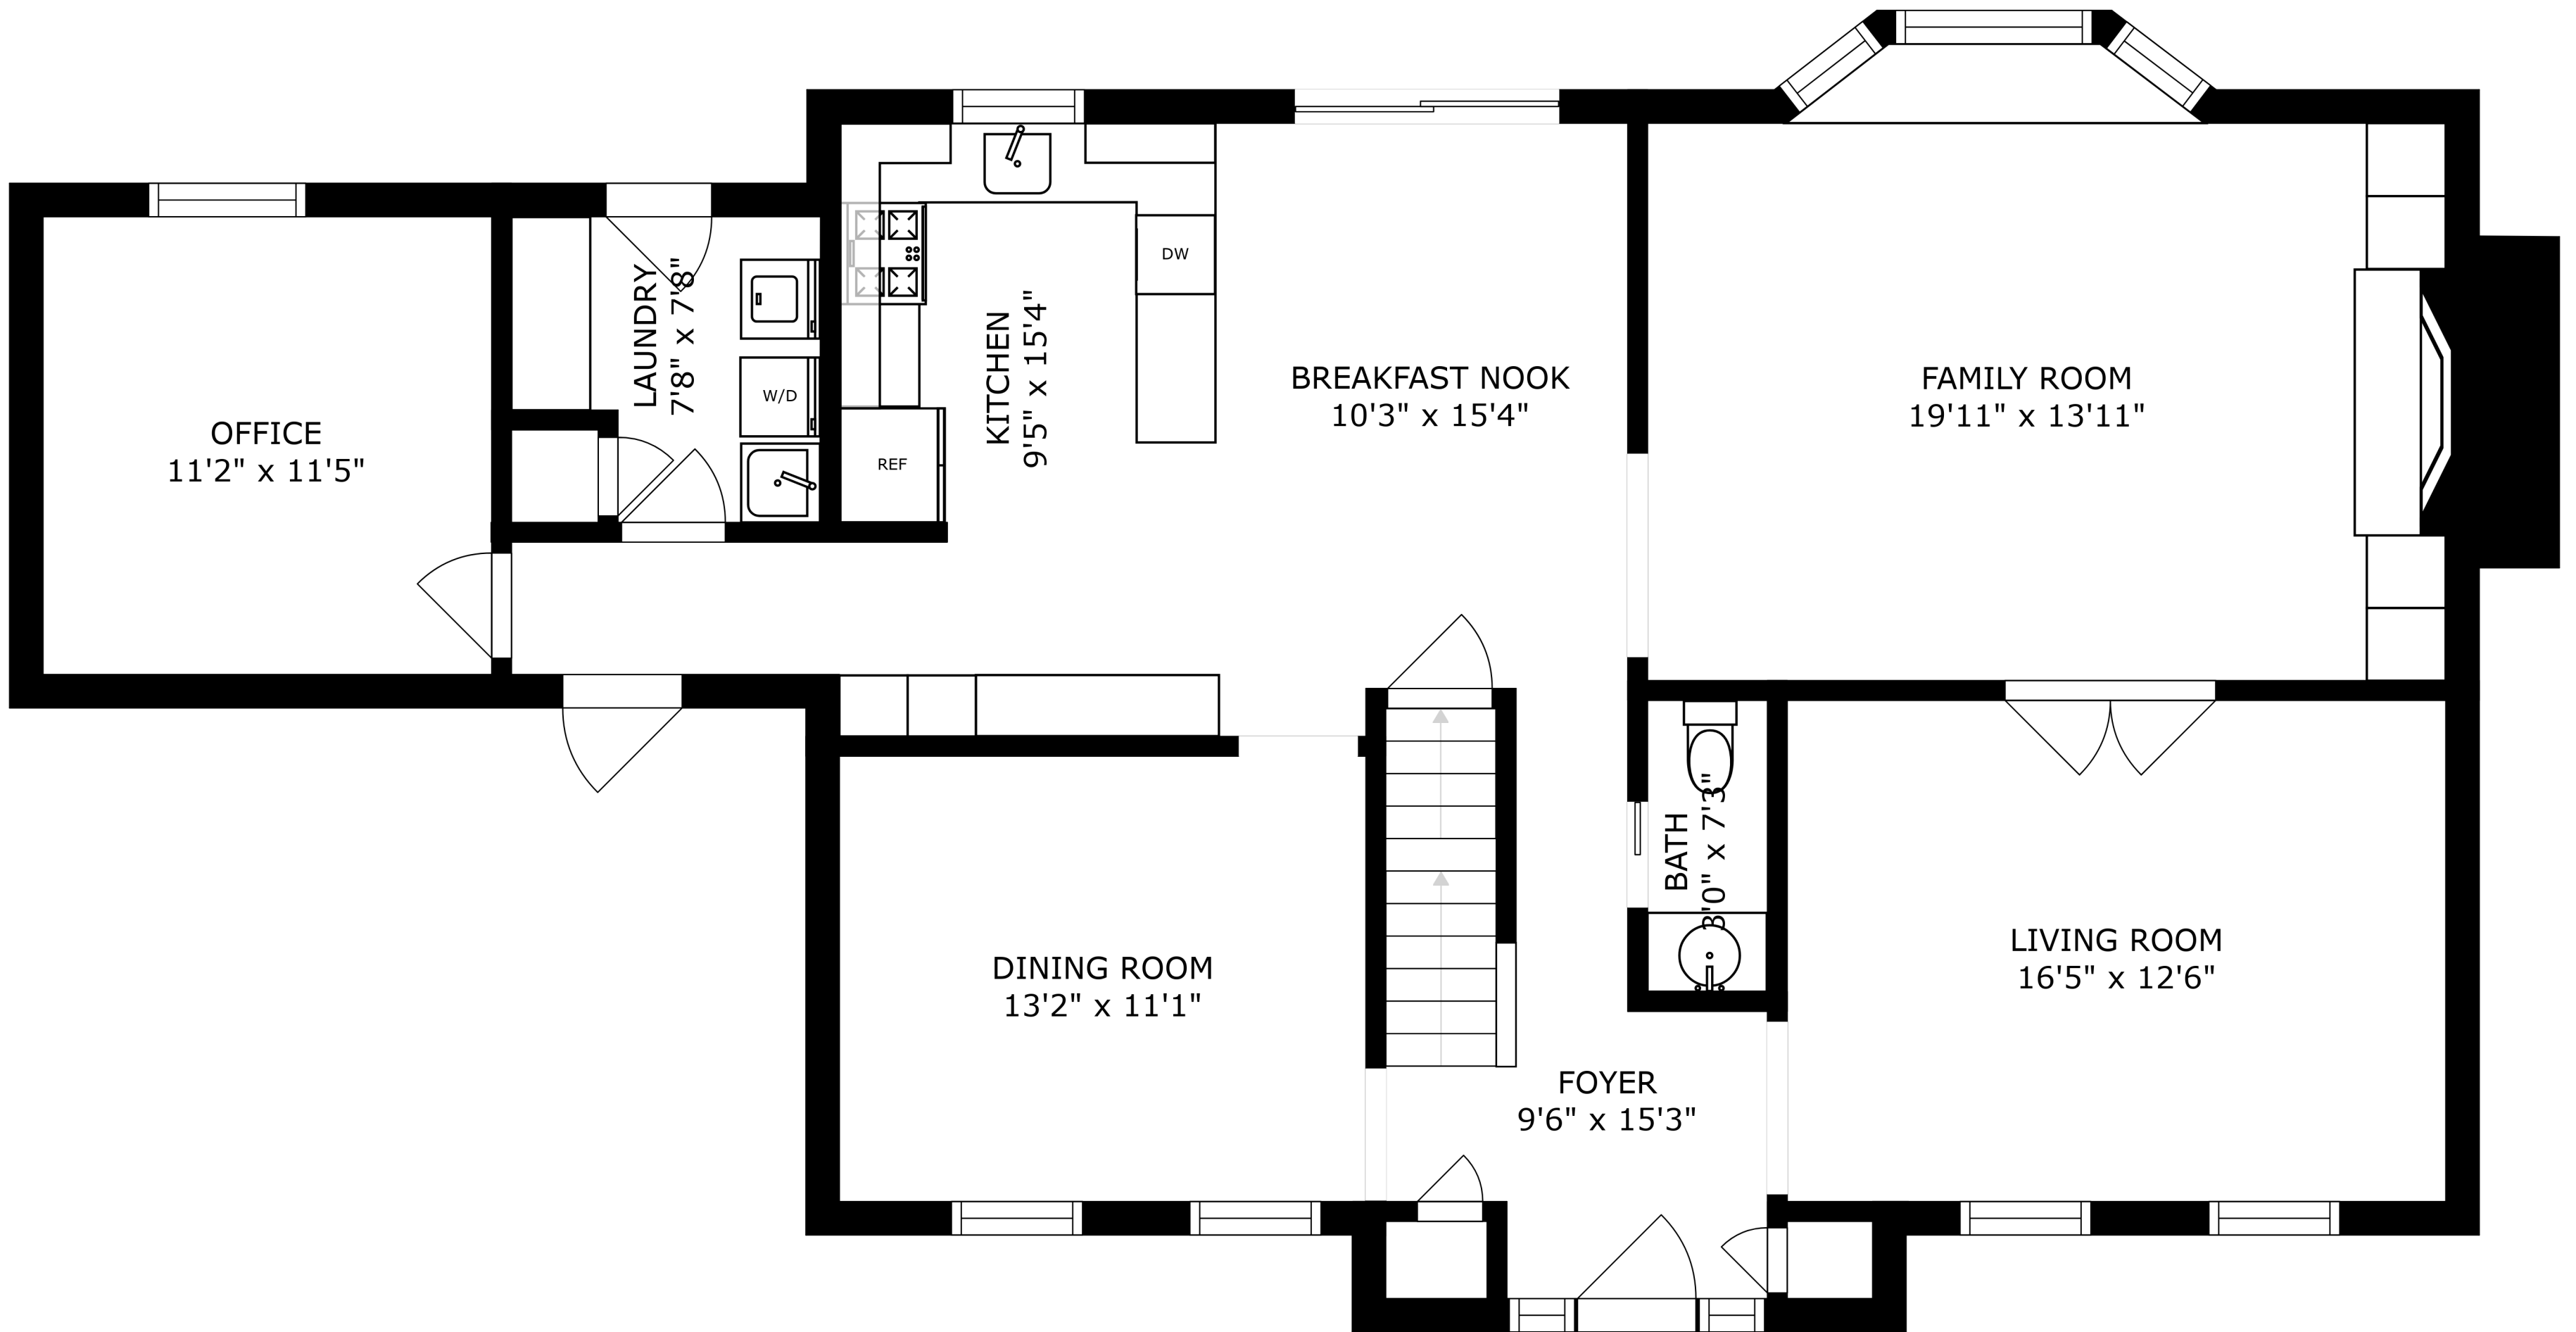 OFFICE
11'2" x 11'5"
LAUNDRY
7'8" x 7'8"
W/D
KITCHEN
9'5" x 15'4"
REF
DW
BREAKFAST NOOK
10'3" x 15'4"
FAMILY ROOM
19'11" x 13'11"
DINING ROOM
13'2" x 11'1"
BATH
3'0" x 7'3"
FOYER
9'6" x 15'3"
LIVING ROOM
16'5" x 12'6"